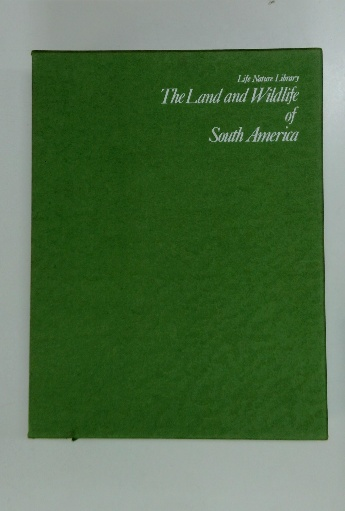 Life Nature Library
The Land and Wildlife
of
South America